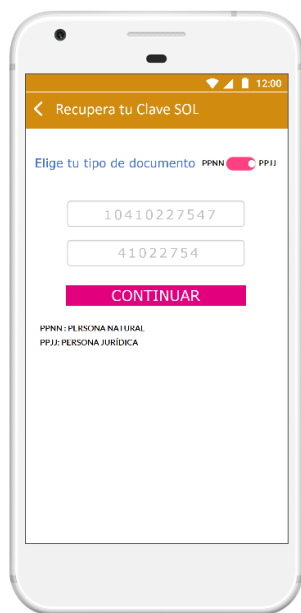 12:00
Recupera tu Clave SOL
Elige tu tipo de documento PPNN PPJJ
10410227547
41022754
CONTINUAR
PPNN : PERSONA NATURAL
PPJJ: PERSONA JURÍDICA